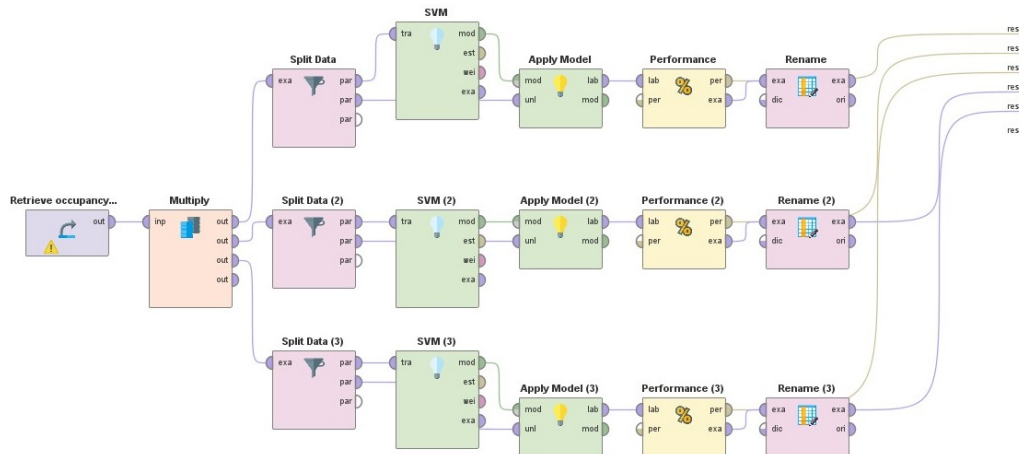 SVM
tra mod
est
wei
exa
Split Data
exa par
par
par
Apply Model
mod lab
unl mod
Performance
lab per
per exa
Rename
exa exa
dic ori
res
res
res
res
res
res
Retrieve occupancy...
out
Multiply
inp out
out
out
out
Split Data (2)
exa par
par
par
SVM (2)
tra mod
est
wei
exa
Apply Model (2)
mod lab
unl mod
Performance (2)
lab per
per exa
Rename (2)
exa exa
dic ori
Split Data (3)
exa par
par
par
SVM (3)
tra mod
est
wei
exa
Apply Model (3)
mod lab
unl mod
Performance (3)
lab per
per exa
Rename (3)
exa exa
dic ori